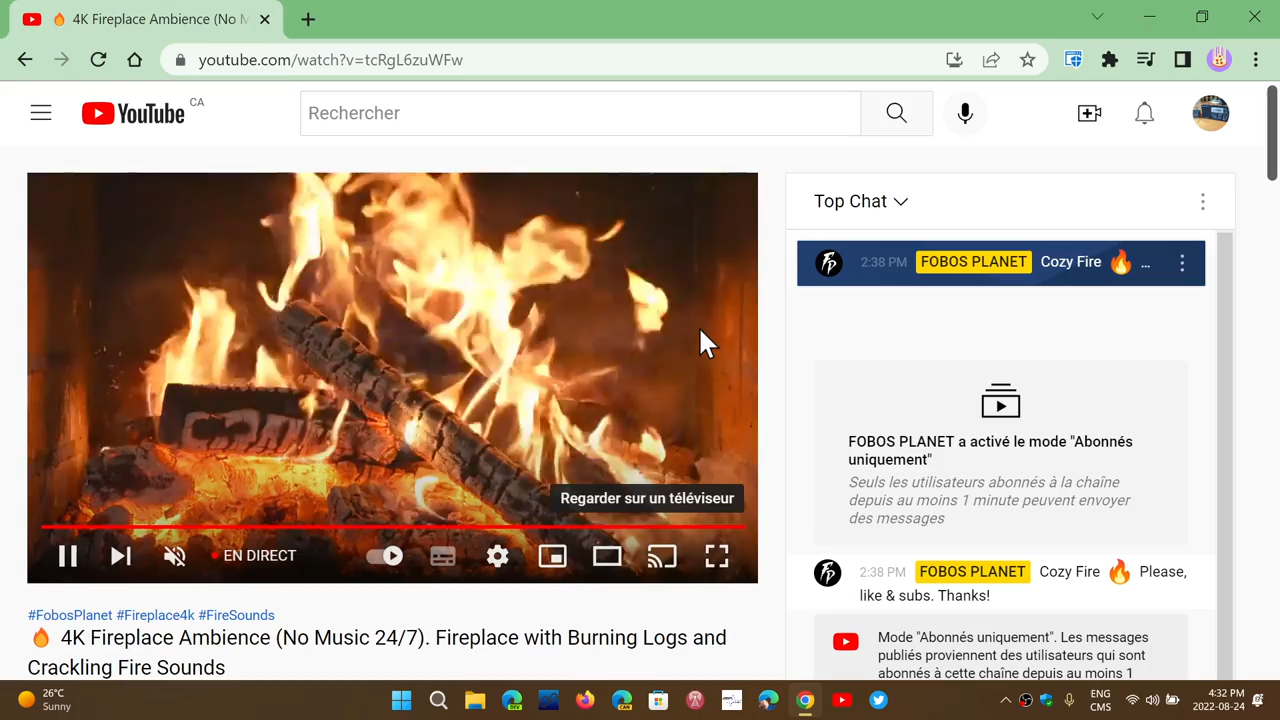 4K Fireplace Ambience (No M
youtube.com/watch?v=tcRgL6zuWFw
YouTube CA
Rechercher
Top Chat
2:38 PM FOBOS PLANET Cozy Fire 🔥 ...
FOBOS PLANET a activé le mode "Abonnés
uniquement"
Seuls les utilisateurs abonnés à la chaîne
depuis au moins 1 minute peuvent envoyer
des messages
Regarder sur un téléviseur
EN DIRECT
2:38 PM FOBOS PLANET Cozy Fire 🔥 Please,
like & subs. Thanks!
#FobosPlanet #Fireplace4k #FireSounds
🔥 4K Fireplace Ambience (No Music 24/7). Fireplace with Burning Logs and
Crackling Fire Sounds
Mode "Abonnés uniquement". Les messages
publiés proviennent des utilisateurs qui sont
abonnés à cette chaîne depuis au moins 1
26°C
Sunny
DEV
CAN
ENG
CMS
4:32 PM
2022-08-24